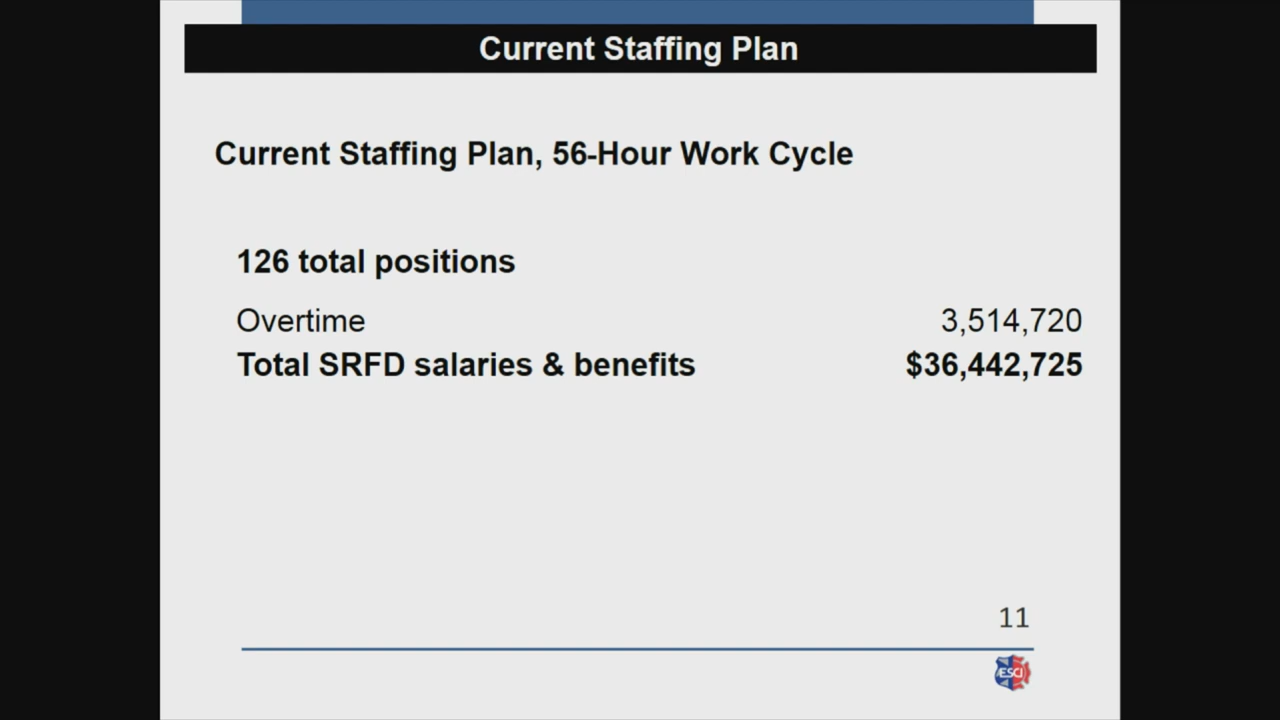 Current Staffing Plan
Current Staffing Plan, 56-Hour Work Cycle
126 total positions
Overtime 3,514,720
Total SRFD salaries & benefits $36,442,725
11
ESCI